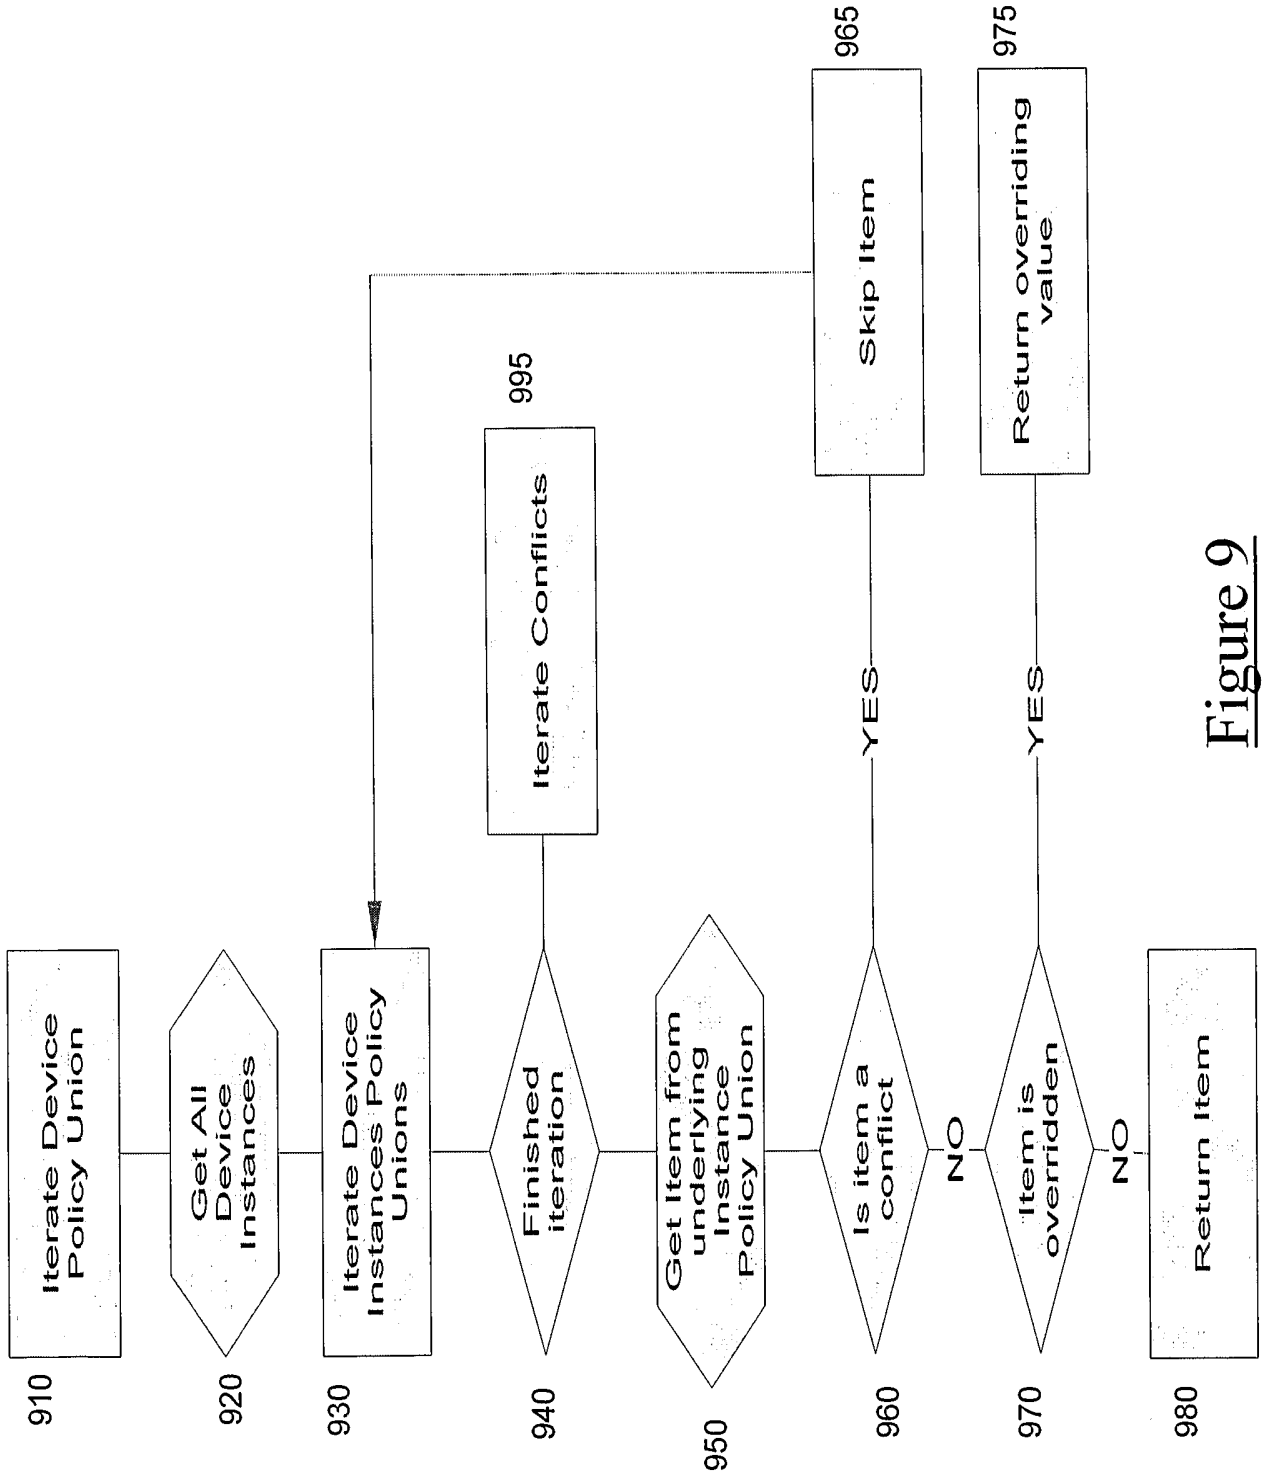 910
Iterate Device
Policy Union
920
Get All
Device
Instances
930
Iterate Device
Instances Policy
Unions
940
Finished
iteration
Iterate Conflicts
995
950
Get Item from
underlying
Instance
Policy Union
960
Is item a
conflict
YES
Skip Item
965
NO
970
Item is
overridden
YES
Return overriding
value
975
NO
980
Return Item
Figure 9